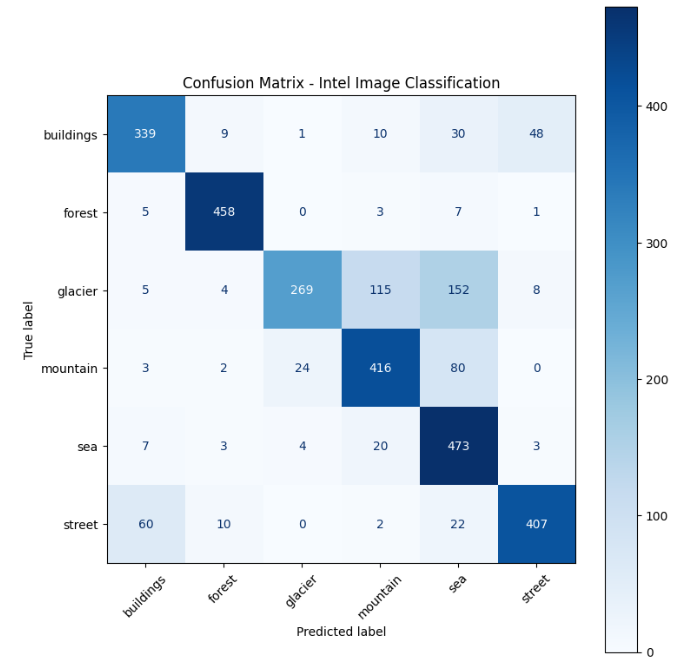 Confusion Matrix - Intel Image Classification
buildings 339 9 1 10 30 48
forest 5 458 0 3 7 1
glacier 5 4 269 115 152 8
mountain 3 2 24 416 80 0
sea 7 3 4 20 473 3
street 60 10 0 2 22 407
True label
buildings forest glacier mountain sea street
Predicted label
400
300
200
100
0